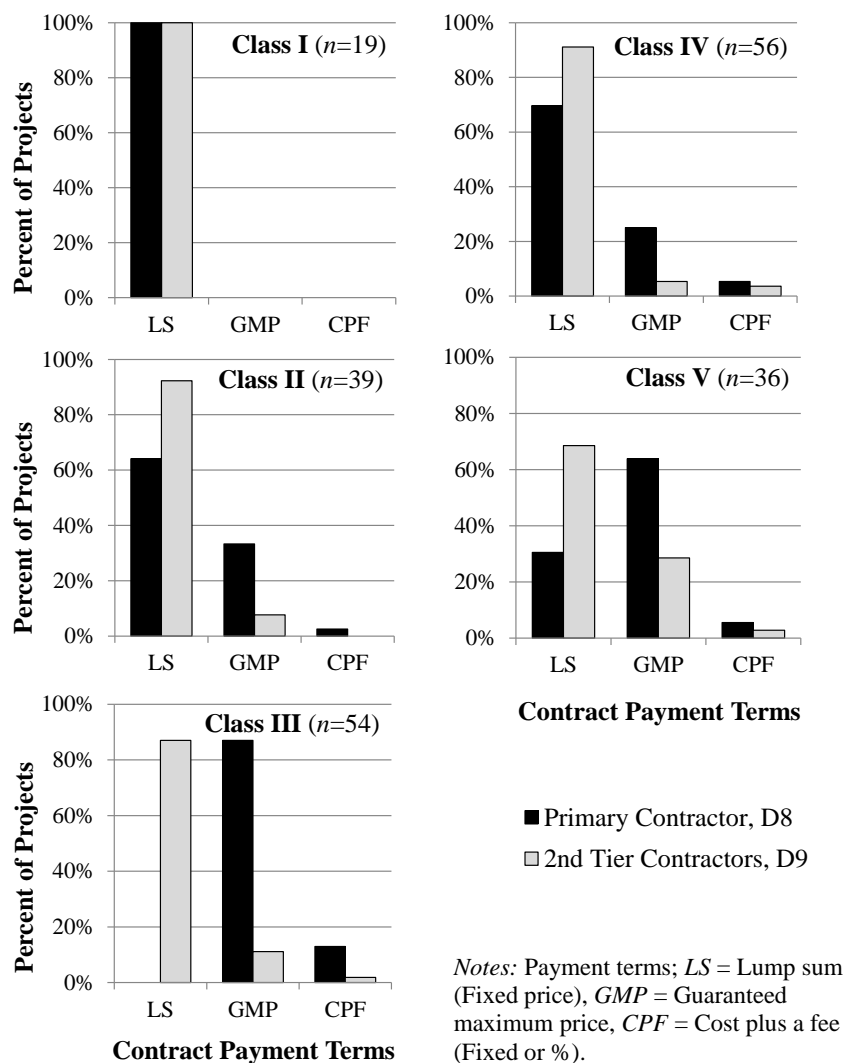 Class I (n=19)
Percent of Projects
100%
80%
60%
40%
20%
0%
LS GMP CPF
Class II (n=39)
Percent of Projects
100%
80%
60%
40%
20%
0%
LS GMP CPF
Class III (n=54)
Percent of Projects
100%
80%
60%
40%
20%
0%
LS GMP CPF
Contract Payment Terms
Class IV (n=56)
100%
80%
60%
40%
20%
0%
LS GMP CPF
Class V (n=36)
100%
80%
60%
40%
20%
0%
LS GMP CPF
Contract Payment Terms
Primary Contractor, D8
2nd Tier Contractors, D9
Notes: Payment terms; LS = Lump sum
(Fixed price), GMP = Guaranteed
maximum price, CPF = Cost plus a fee
(Fixed or %).